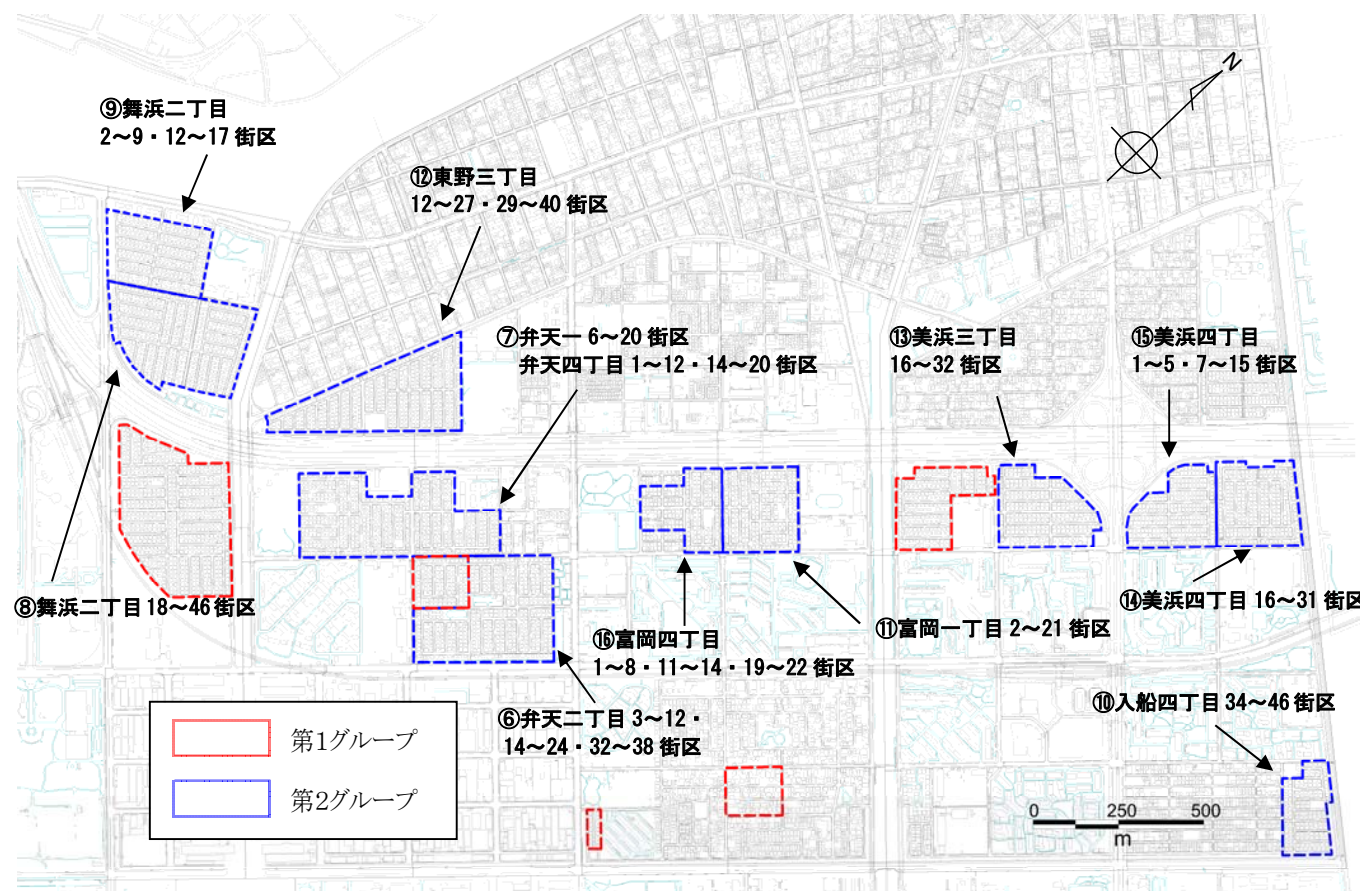 N
⑨舞浜二丁目
2～9・12～17 街区
⑫東野三丁目
12～27・29～40 街区
⑦弁天一 6～20 街区
弁天四丁目 1～12・14～20 街区
⑬美浜三丁目
16～32 街区
⑮美浜四丁目
1～5・7～15 街区
⑧舞浜二丁目 18～46 街区
⑭美浜四丁目 16～31 街区
⑪富岡一丁目 2～21 街区
⑯富岡四丁目
1～8・11～14・19～22 街区
⑩入船四丁目 34～46 街区
⑥弁天二丁目 3～12・
14～24・32～38 街区
第1グループ
第2グループ
0 250 500
m